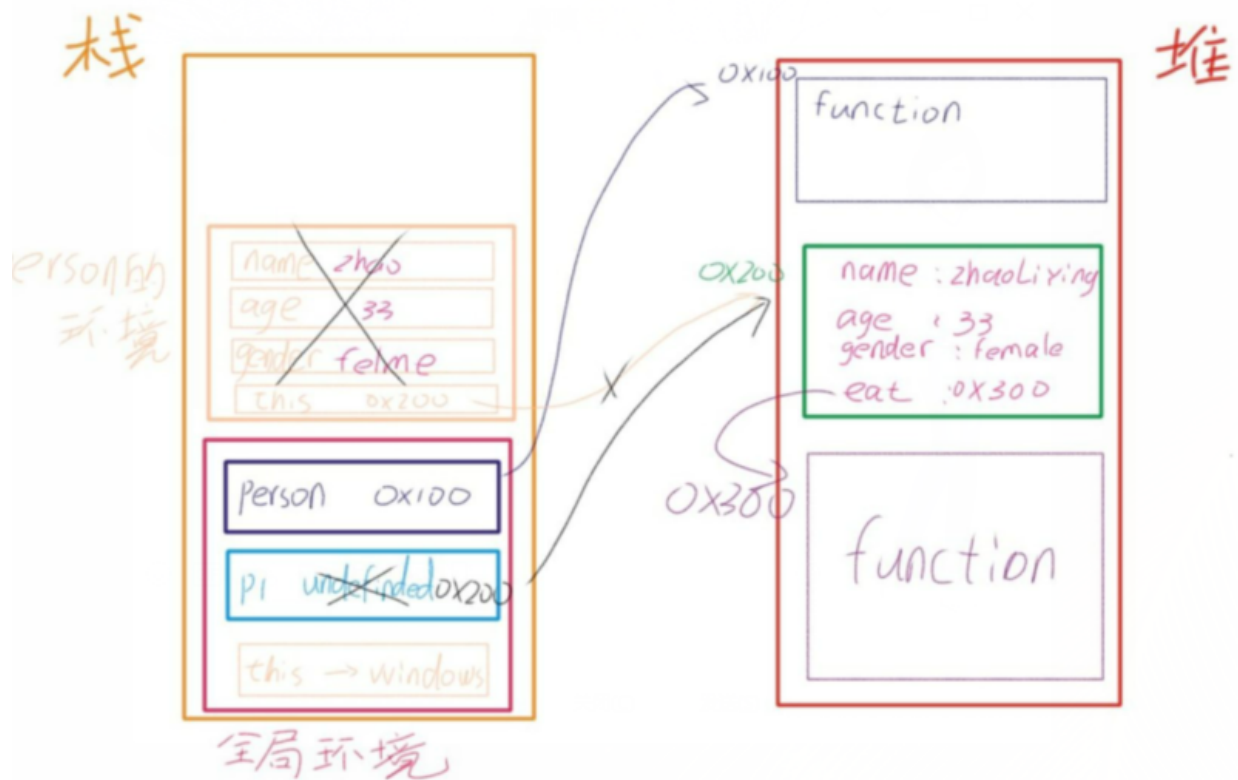 栈
堆
0X100
function
erson的
环境
name zhao
age 33
gender felme
this 0x200
0X200
name : zhaoLiYing
age : 33
gender : female
eat :0X300
person 0x100
p1 undefinded 0X200
this → windows
0X300
function
全局环境